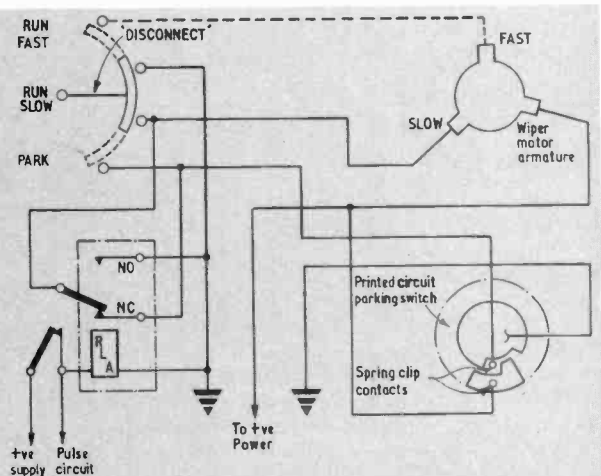 RUN
FAST
DISCONNECT
RUN
SLOW
PARK
FAST
SLOW
Wiper
motor
armature
NO
NC
R
L
A
Printed circuit
parking switch
Spring clip
contacts
To +ve
Power
+ve
supply
Pulse
circuit